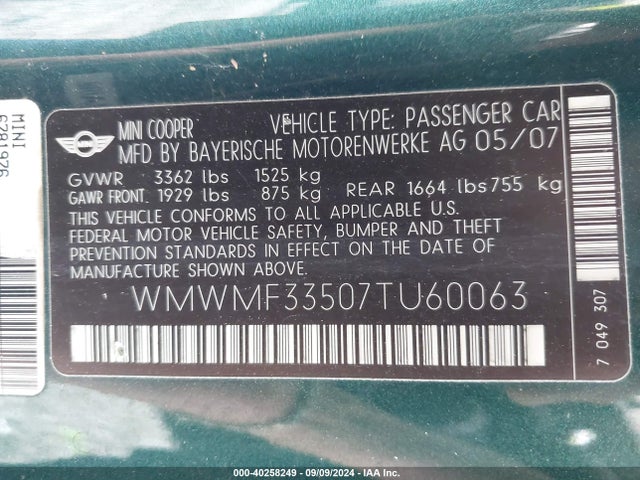 MINI COOPER VEHICLE TYPE: PASSENGER CAR
MFD BY BAYERISCHE MOTORENWERKE AG 05/07
GVWR 3362 lbs 1525 kg
GAWR FRONT 1929 lbs 875 kg REAR 1664 lbs 755 kg
THIS VEHICLE CONFORMS TO ALL APPLICABLE U.S.
FEDERAL MOTOR VEHICLE SAFETY, BUMPER AND THEFT
PREVENTION STANDARDS IN EFFECT ON THE DATE OF
MANUFACTURE SHOWN ABOVE.
WMWMF33507TU60063
7 049 307
MINI
6281926
000-40258249 - 09/09/2024 - IAA Inc.